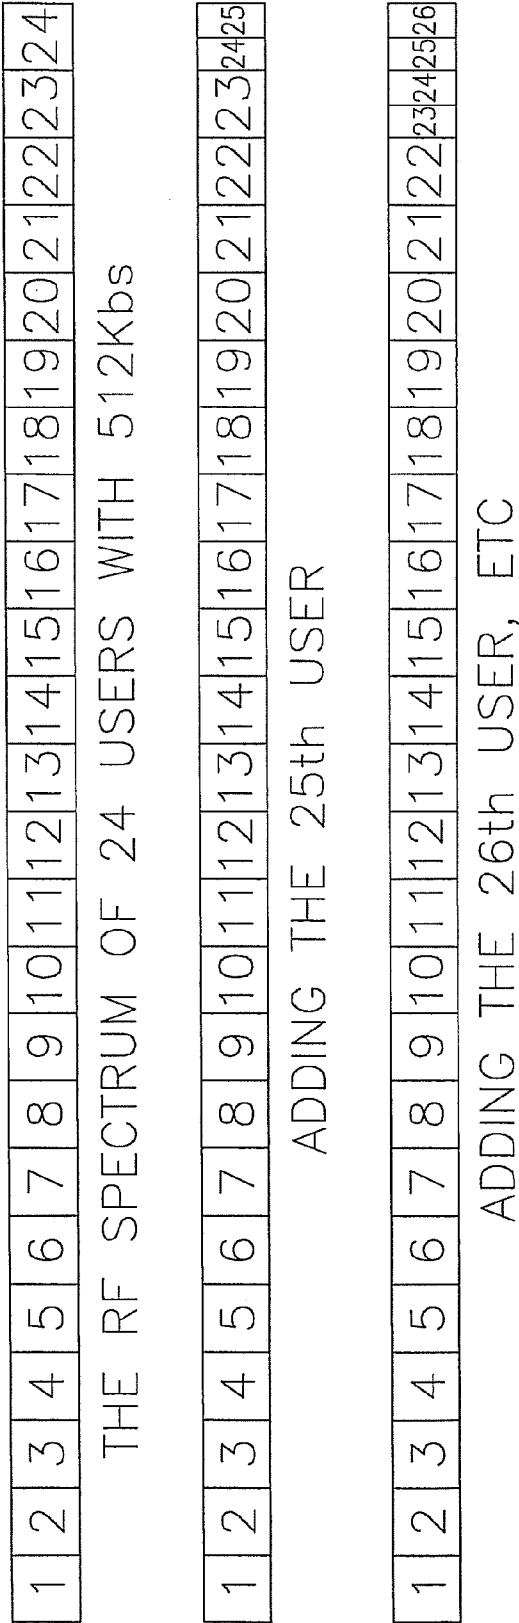 1 2 3 4 5 6 7 8 9 10 11 12 13 14 15 16 17 18 19 20 21 22 23 24
THE RF SPECTRUM OF 24 USERS WITH 512Kbs
1 2 3 4 5 6 7 8 9 10 11 12 13 14 15 16 17 18 19 20 21 22 23 24 25
ADDING THE 25th USER
1 2 3 4 5 6 7 8 9 10 11 12 13 14 15 16 17 18 19 20 21 22 23 24 25 26
ADDING THE 26th USER, ETC